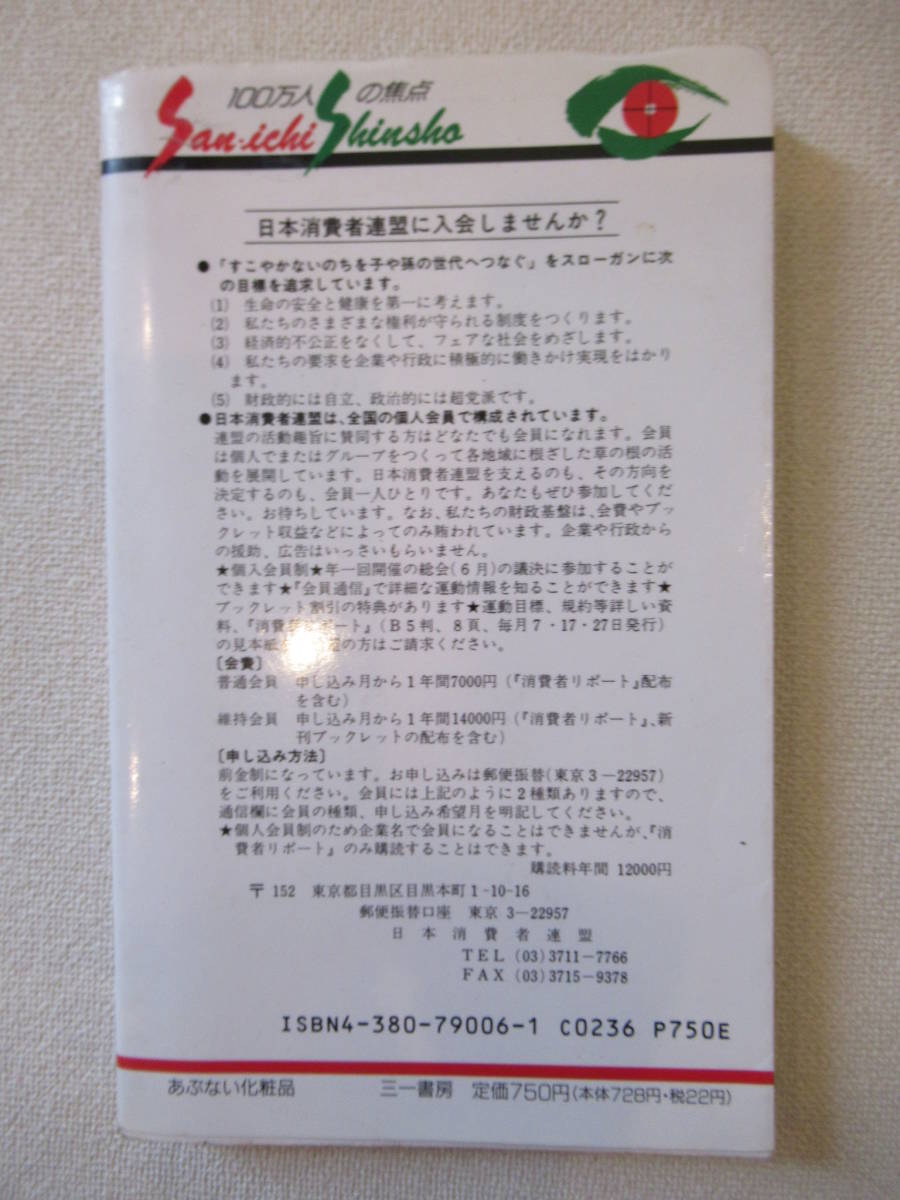 100万人の焦点
San-ichi Shinsho
日本消費者連盟に入会しませんか?
●「すこやかないのちを子や孫の世代へつなぐ」をスローガンに次
の目標を追求しています。
(1) 生命の安全と健康を第一に考えます。
(2) 私たちのさまざまな権利が守られる制度をつくります。
(3) 経済的不公正をなくして、フェアな社会をめざします。
(4) 私たちの要求を企業や行政に積極的に働きかけ実現をはかり
ます。
(5) 財政的には自立、政治的には超党派です。
●日本消費者連盟は、全国の個人会員で構成されています。
連盟の活動趣旨に賛同する方はどなたでも会員になれます。会員
は個人でまたはグループをつくって各地域に根ざした草の根の活
動を展開しています。日本消費者連盟を支えるのも、その方向を
決定するのも、会員一人ひとりです。あなたもぜひ参加してくだ
さい。お待ちしています。なお、私たちの財政基盤は、会費やブッ
クレット収益などによってのみ賄われています。企業や行政から
の援助、広告はいっさいもらいません。
★個人会員制★年一回開催の総会(6月)の議決に参加することが
できます★『会員通信』で詳細な運動情報を知ることができます★
ブックレット割引の特典があります★運動目標、規約等詳しい資
料、『消費 ポート』(B5判、8頁、毎月7・17・27日発行)
の見本 の方はご請求ください。
〔会費〕
普通会員 申し込み月から1年間7000円(『消費者リポート』配布
を含む)
維持会員 申し込み月から1年間14000円(『消費者リポート』、新
刊ブックレットの配布を含む)
〔申し込み方法〕
前金制になっています。お申し込みは郵便振替(東京3−22957)
をご利用ください。会員には上記のように2種類ありますので、
通信欄に会員の種類、申し込み希望月を明記してください。
★個人会員制のため企業名で会員になることはできませんが、『消
費者リポート』のみ購読することはできます。
購読料年間 12000円
〒152 東京都目黒区目黒本町1-10-16
郵便振替口座 東京 3−22957
日本消費者連盟
TEL (03)3711−7766
FAX (03)3715−9378
ISBN4-380-79006-1 C0236 P750E
あぶない化粧品 三一書房 定価750円(本体728円・税22円)